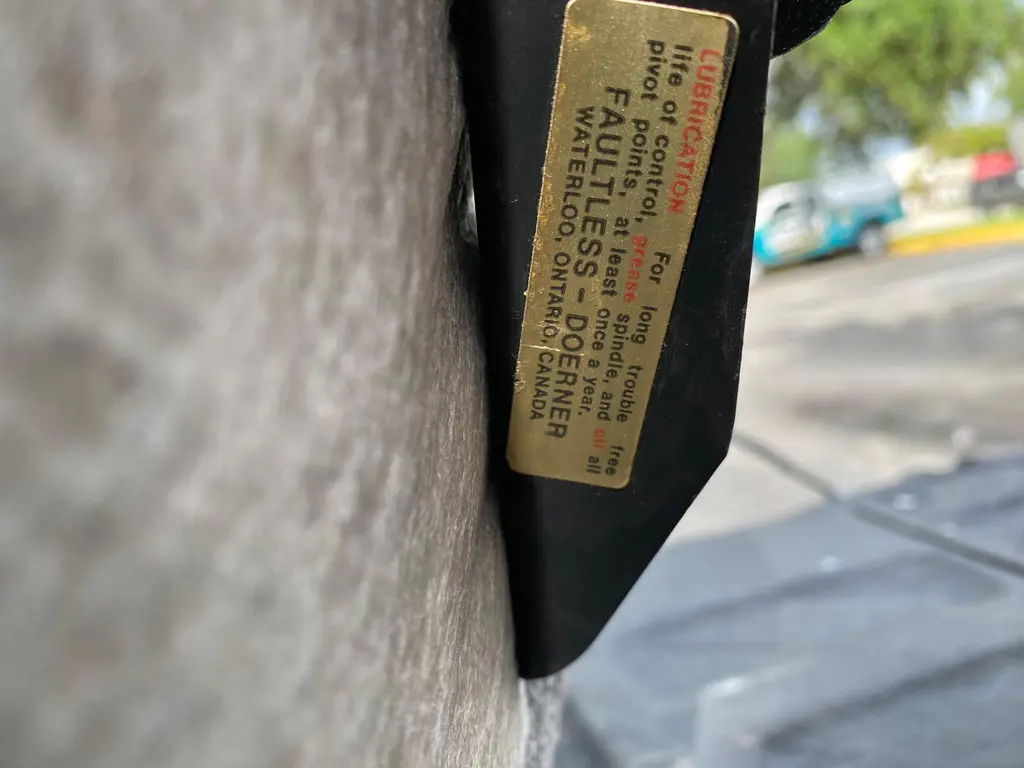 LUBRICATION For long trouble free
life of control, grease spindle, and oil all
pivot points, at least once a year.
FAULTLESS - DOERNER
WATERLOO, ONTARIO, CANADA